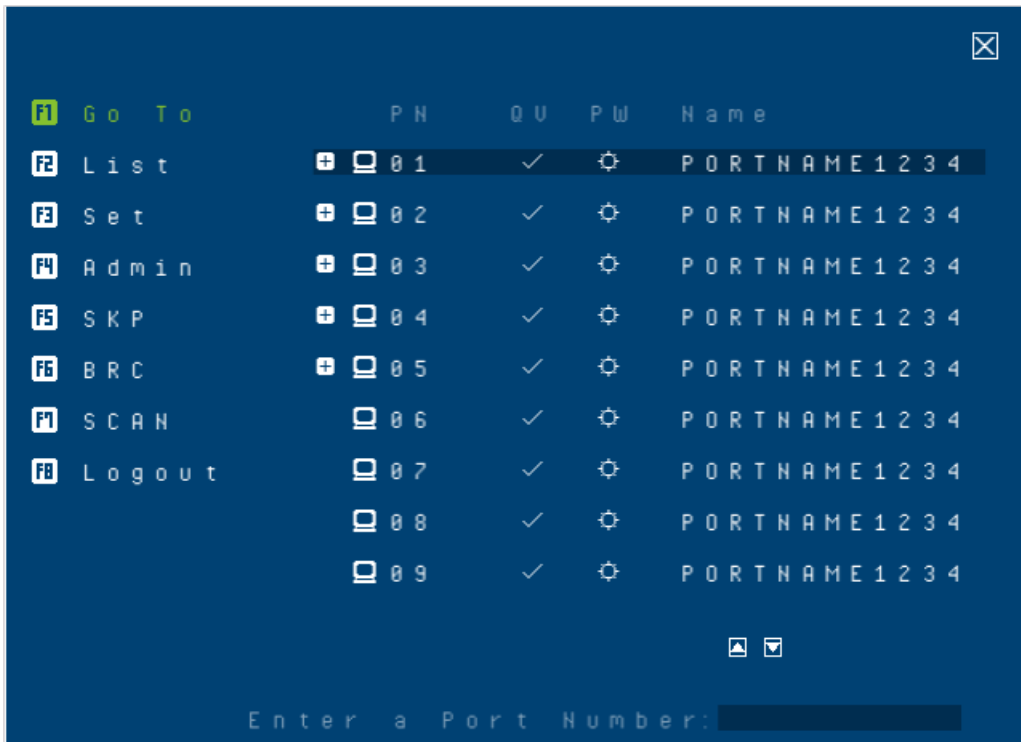 F1 Go To PN QV PW Name
F2 List 01 PORTNAME1234
F3 Set 02 PORTNAME1234
F4 Admin 03 PORTNAME1234
F5 SKP 04 PORTNAME1234
F6 BRC 05 PORTNAME1234
F7 SCAN 06 PORTNAME1234
F8 Logout 07 PORTNAME1234
08 PORTNAME1234
09 PORTNAME1234
Enter a Port Number: